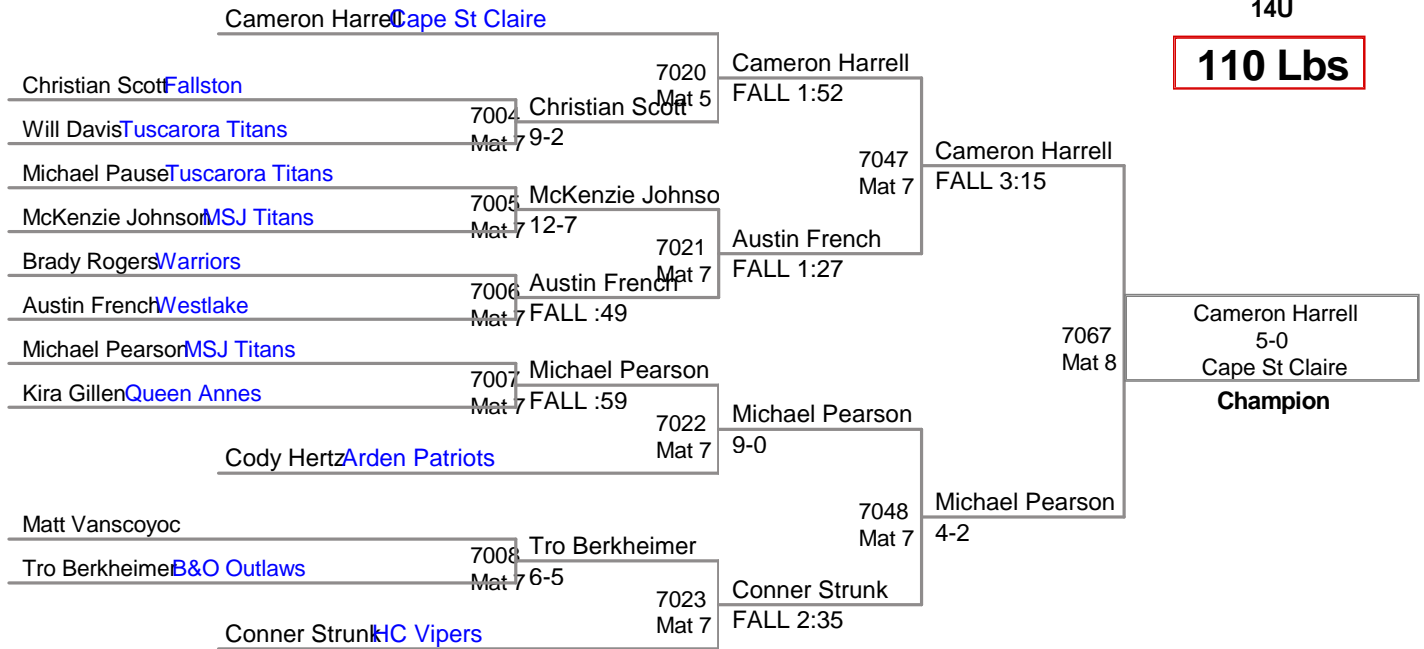 14U
110 Lbs
Cameron Harrell Cape St Claire
Christian Scott Fallston
Will Davis Tuscarora Titans
Michael Pause Tuscarora Titans
McKenzie Johnson MSJ Titans
Brady Rogers Warriors
Austin French Westlake
Michael Pearson MSJ Titans
Kira Gillen Queen Annes
Cody Hertz Arden Patriots
Matt Vanscoyoc
Tro Berkheimer B&O Outlaws
Conner Strunk HC Vipers
7004
Mat 7
Christian Scott
9-2
7005
Mat 7
McKenzie Johnso
12-7
7006
Mat 7
Austin French
FALL :49
7007
Mat 7
Michael Pearson
FALL :59
7008
Mat 7
Tro Berkheimer
6-5
7020
Mat 5
Cameron Harrell
FALL 1:52
7021
Mat 7
Austin French
FALL 1:27
7022
Mat 7
Michael Pearson
9-0
7023
Mat 7
Conner Strunk
FALL 2:35
7047
Mat 7
Cameron Harrell
FALL 3:15
7048
Mat 7
Michael Pearson
4-2
7067
Mat 8
Cameron Harrell
5-0
Cape St Claire
Champion